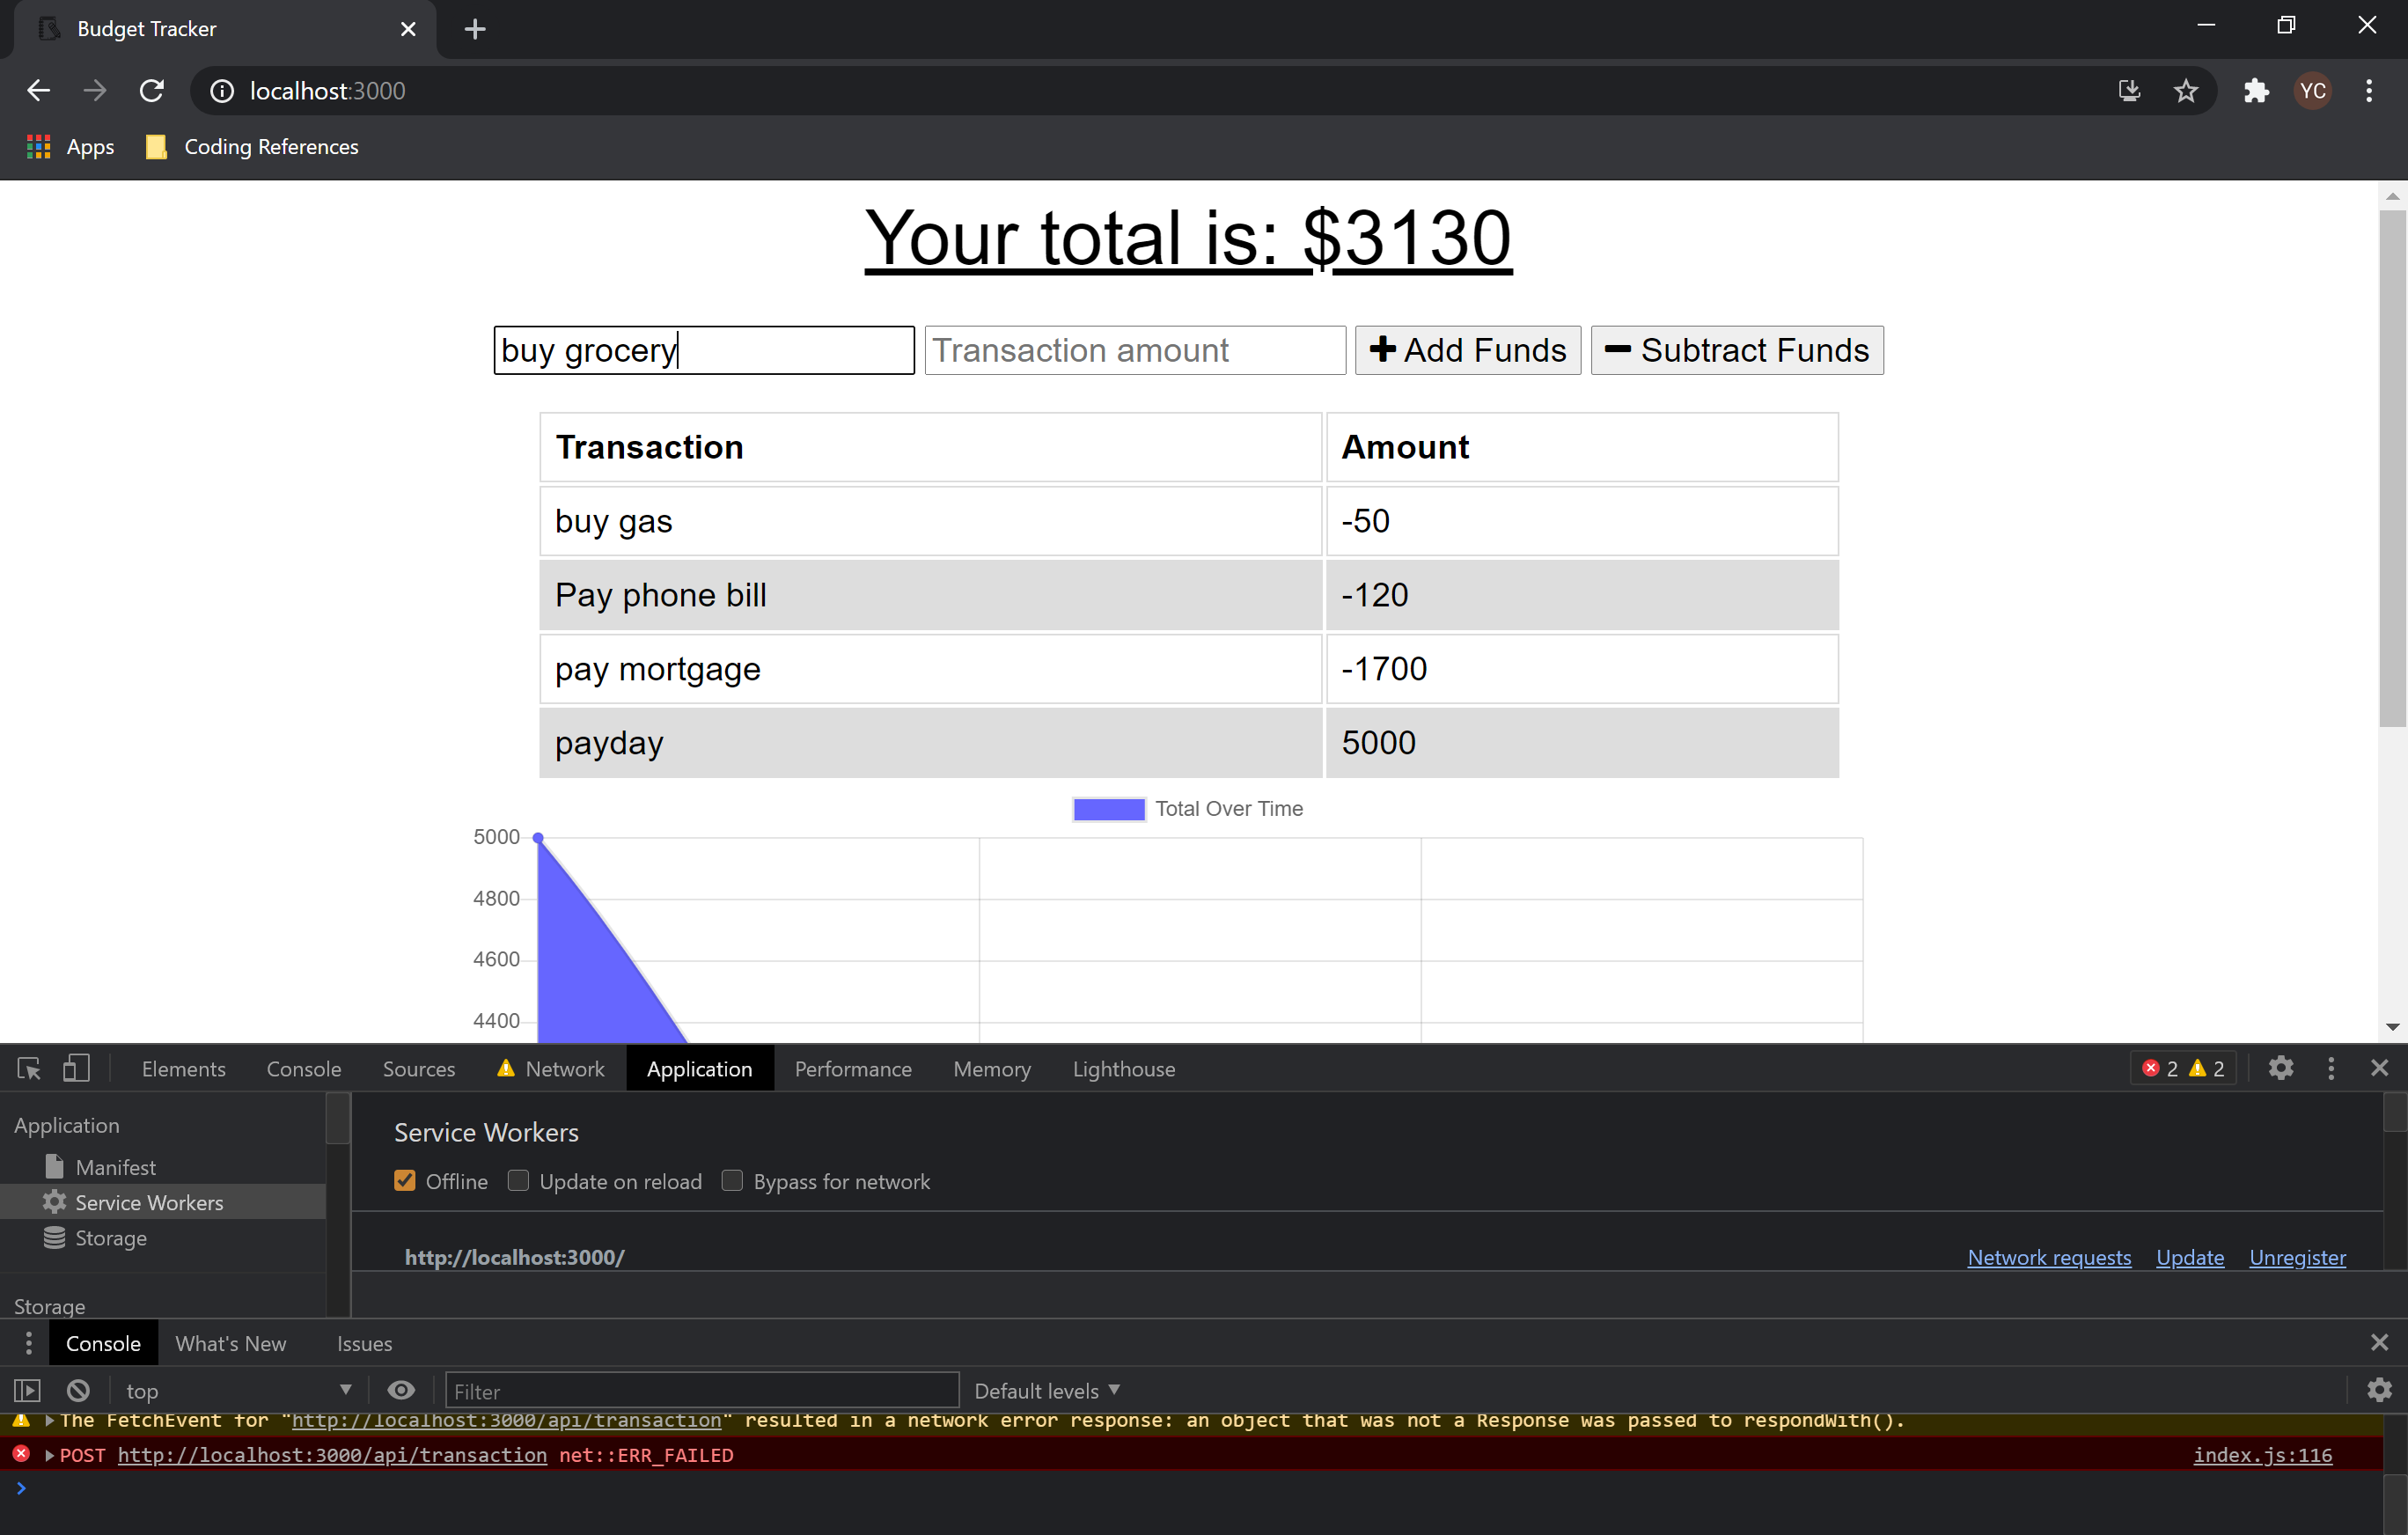 Budget Tracker
localhost:3000
YC
Apps
Coding References
Your total is: $3130
buy grocery
Transaction amount
Add Funds
Subtract Funds
Transaction Amount
buy gas -50
Pay phone bill -120
pay mortgage -1700
payday 5000
Total Over Time
5000
4800
4600
4400
Elements Console Sources Network Application Performance Memory Lighthouse 2 2
Application
Manifest
Service Workers
Storage
Storage
Service Workers
Offline Update on reload Bypass for network
http://localhost:3000/ Network requests Update Unregister
Console What's New Issues
top Filter Default levels
The FetchEvent for "http://localhost:3000/api/transaction" resulted in a network error response: an object that was not a Response was passed to respondWith().
POST http://localhost:3000/api/transaction net::ERR_FAILED index.js:116